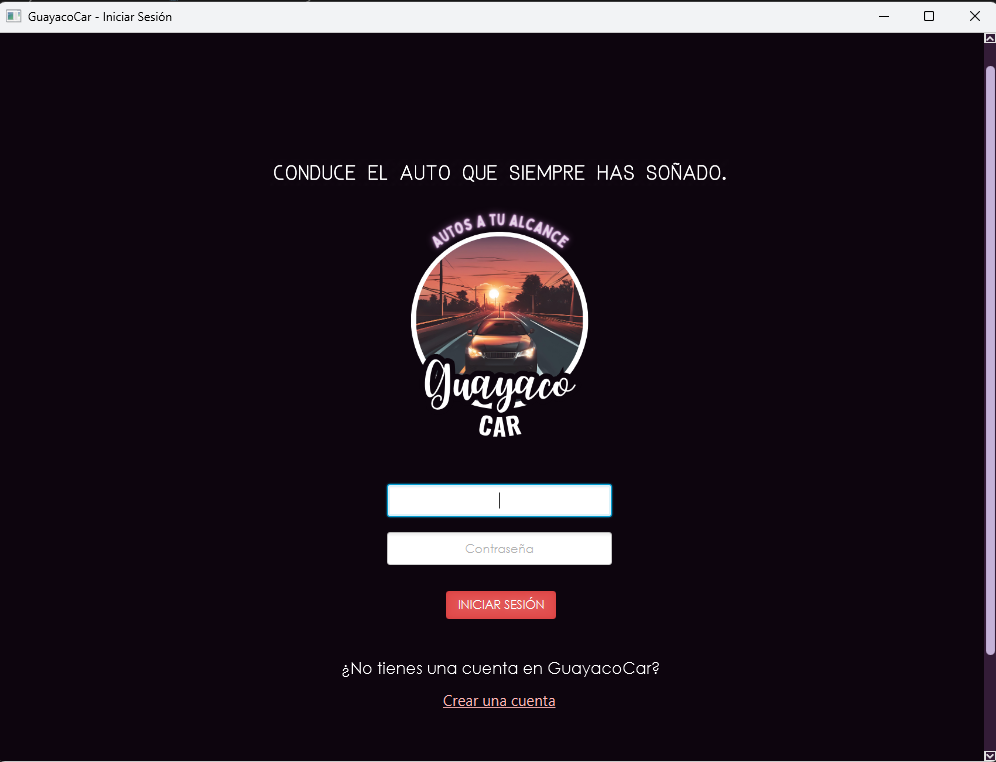 GuayacoCar - Iniciar Sesión
CONDUCE EL AUTO QUE SIEMPRE HAS SOÑADO.
AUTOS A TU ALCANCE
Guayaco
CAR
Contraseña
INICIAR SESIÓN
¿No tienes una cuenta en GuayacoCar?
Crear una cuenta